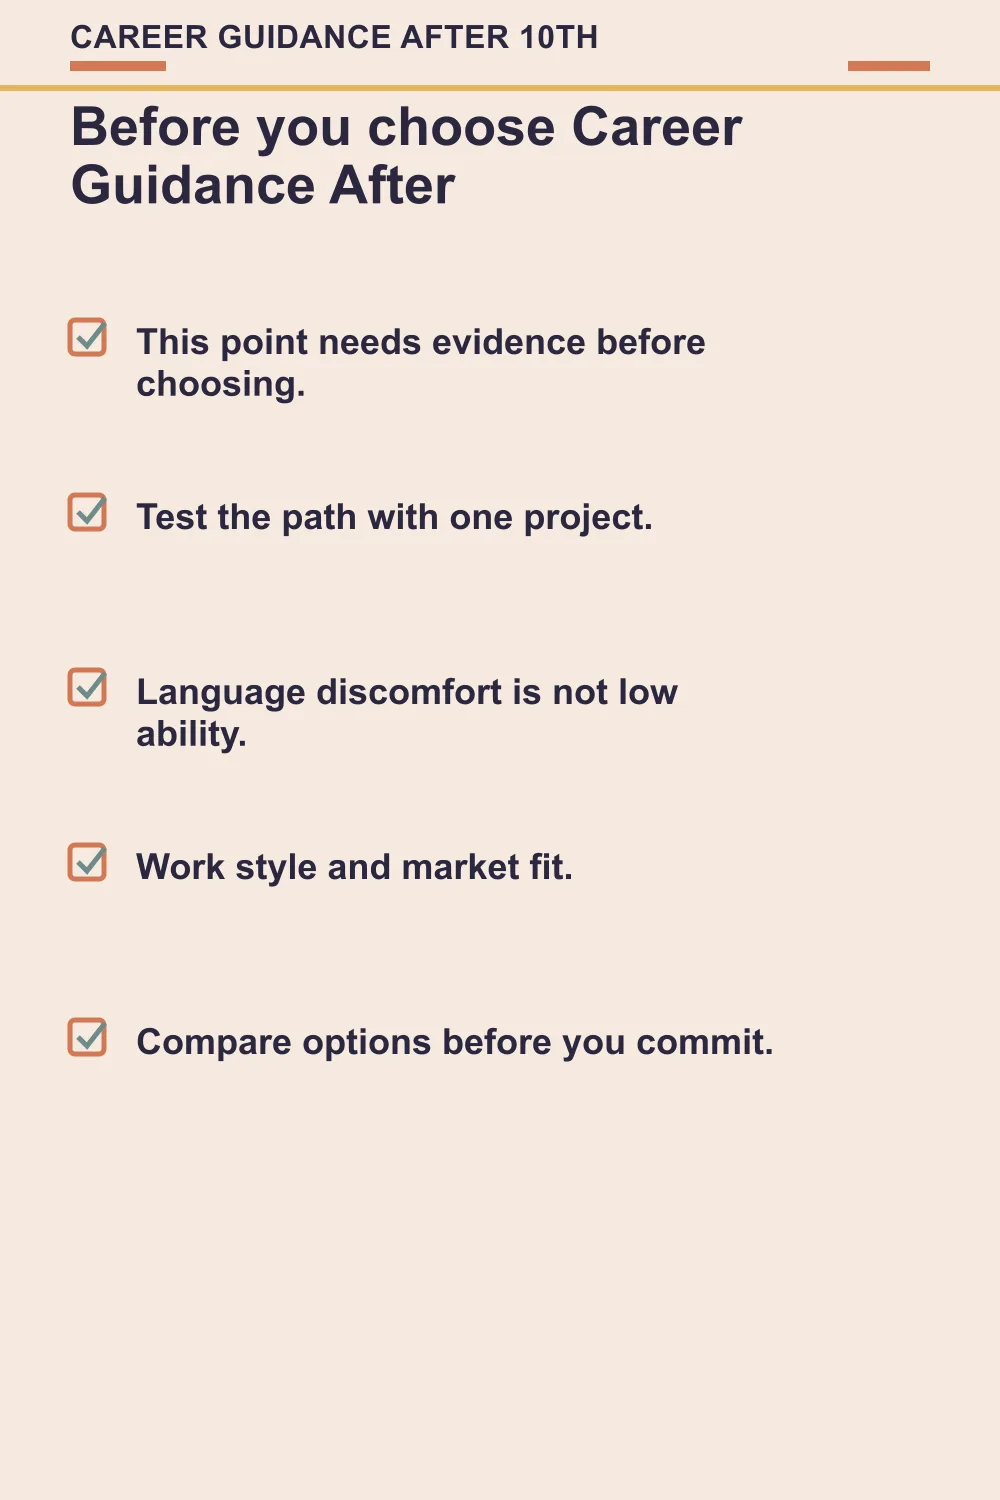 CAREER GUIDANCE AFTER 10TH
Before you choose Career
Guidance After
This point needs evidence before
choosing.
Test the path with one project.
Language discomfort is not low
ability.
Work style and market fit.
Compare options before you commit.